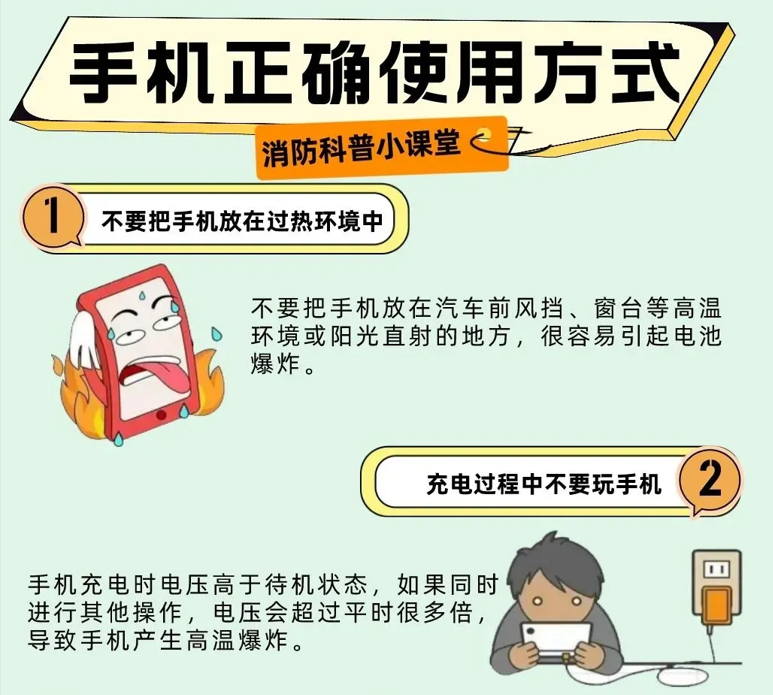 手机正确使用方式
消防科普小课堂
1
不要把手机放在过热环境中
不要把手机放在汽车前风挡、窗台等高温
环境或阳光直射的地方，很容易引起电池
爆炸。
充电过程中不要玩手机
2
手机充电时电压高于待机状态，如果同时
进行其他操作，电压会超过平时很多倍，
导致手机产生高温爆炸。